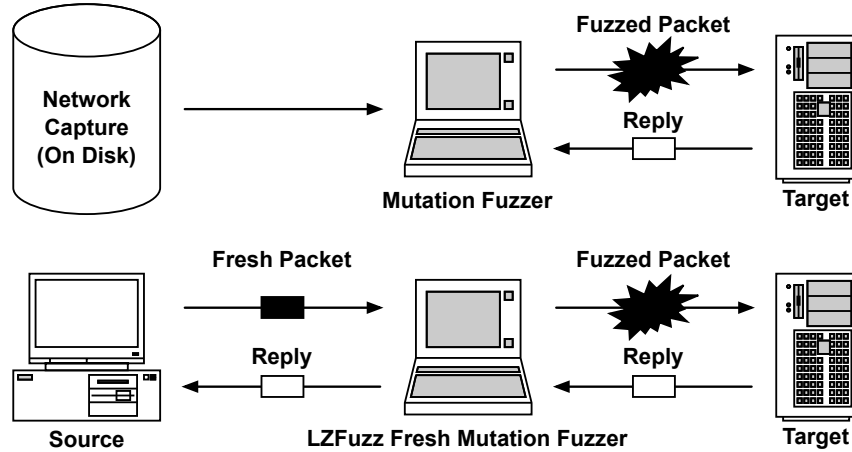 Fuzzed Packet
Network
Capture
(On Disk)
Reply
Mutation Fuzzer
Target
Fresh Packet
Fuzzed Packet
Reply
Reply
Source
LZFuzz Fresh Mutation Fuzzer
Target